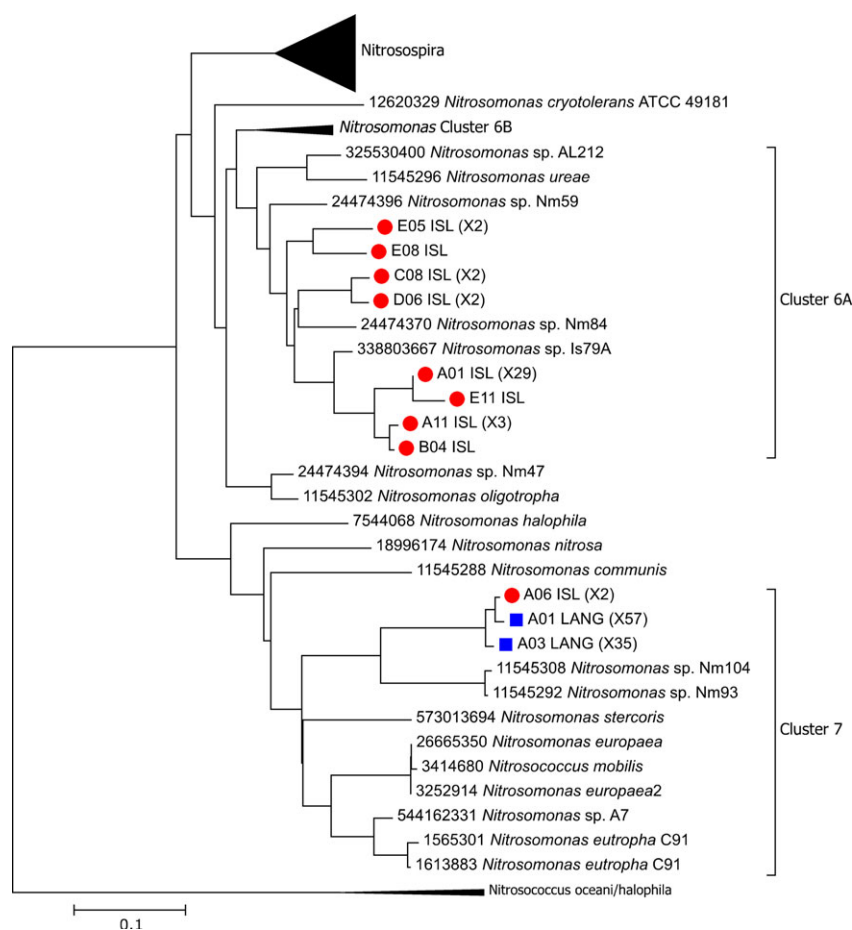 Nitrosospira
12620329 Nitrosomonas cryotolerans ATCC 49181
Nitrosomonas Cluster 6B
325530400 Nitrosomonas sp. AL212
11545296 Nitrosomonas ureae
24474396 Nitrosomonas sp. Nm59
E05 ISL (X2)
E08 ISL
C08 ISL (X2)
Cluster 6A
D06 ISL (X2)
24474370 Nitrosomonas sp. Nm84
338803667 Nitrosomonas sp. Is79A
A01 ISL (X29)
E11 ISL
A11 ISL (X3)
B04 ISL
24474394 Nitrosomonas sp. Nm47
11545302 Nitrosomonas oligotropha
7544068 Nitrosomonas halophila
18996174 Nitrosomonas nitrosa
11545288 Nitrosomonas communis
A06 ISL (X2)
A01 LANG (X57)
A03 LANG (X35)
11545308 Nitrosomonas sp. Nm104
11545292 Nitrosomonas sp. Nm93
573013694 Nitrosomonas stercoris
Cluster 7
26665350 Nitrosomonas europaea
3414680 Nitrosococcus mobilis
3252914 Nitrosomonas europaea2
544162331 Nitrosomonas sp. A7
1565301 Nitrosomonas eutropha C91
1613883 Nitrosomonas eutropha C91
Nitrosococcus oceani/halophila
0.1